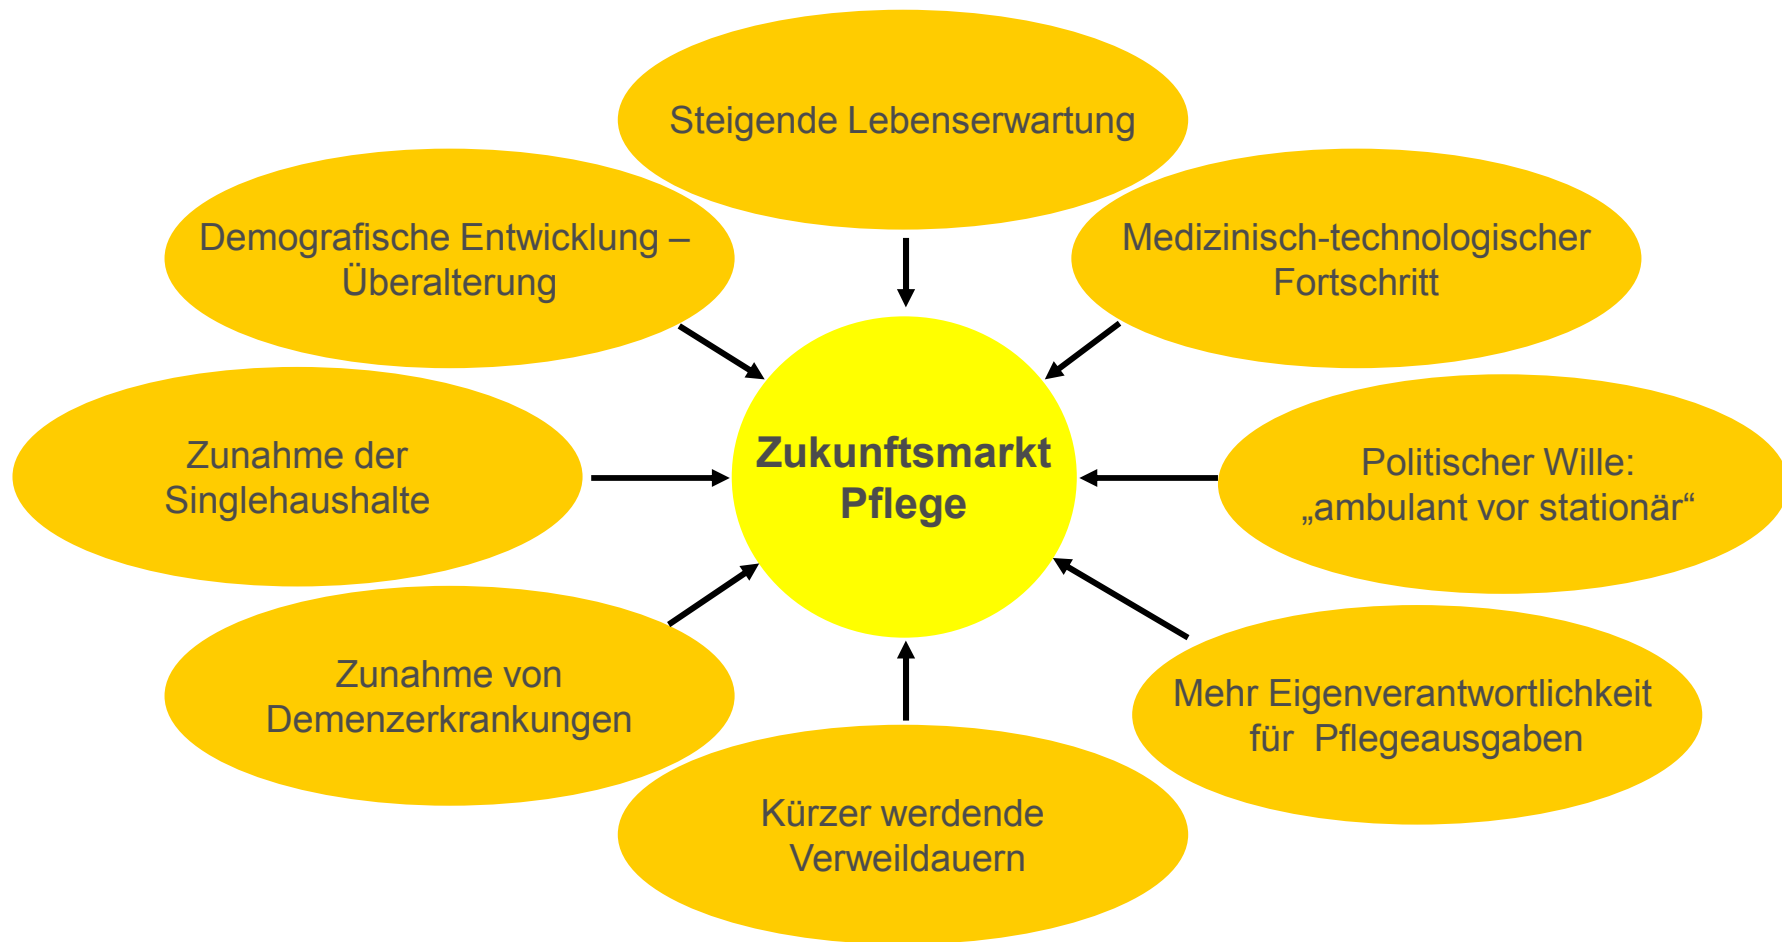 Steigende Lebenserwartung
Demografische Entwicklung –
Überalterung
Medizinisch-technologischer
Fortschritt
Zunahme der
Singlehaushalte
Zukunftsmarkt
Pflege
Politischer Wille:
„ambulant vor stationär“
Zunahme von
Demenzerkrankungen
Mehr Eigenverantwortlichkeit
für  Pflegeausgaben
Kürzer werdende
Verweildauern